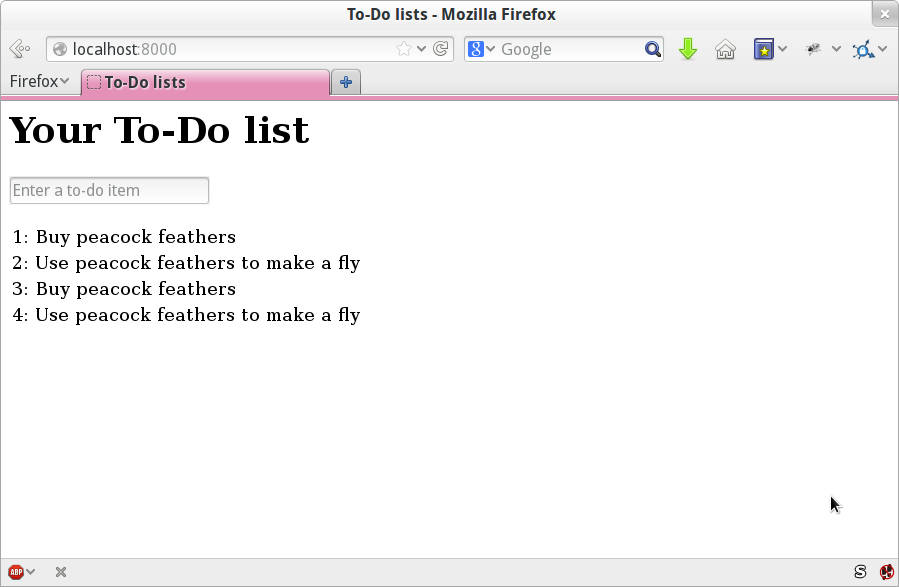 To-Do lists - Mozilla Firefox
localhost:8000
8
Google
Firefox
To-Do lists
Your To-Do list
Enter a to-do item
1: Buy peacock feathers
2: Use peacock feathers to make a fly
3: Buy peacock feathers
4: Use peacock feathers to make a fly
ABP
S